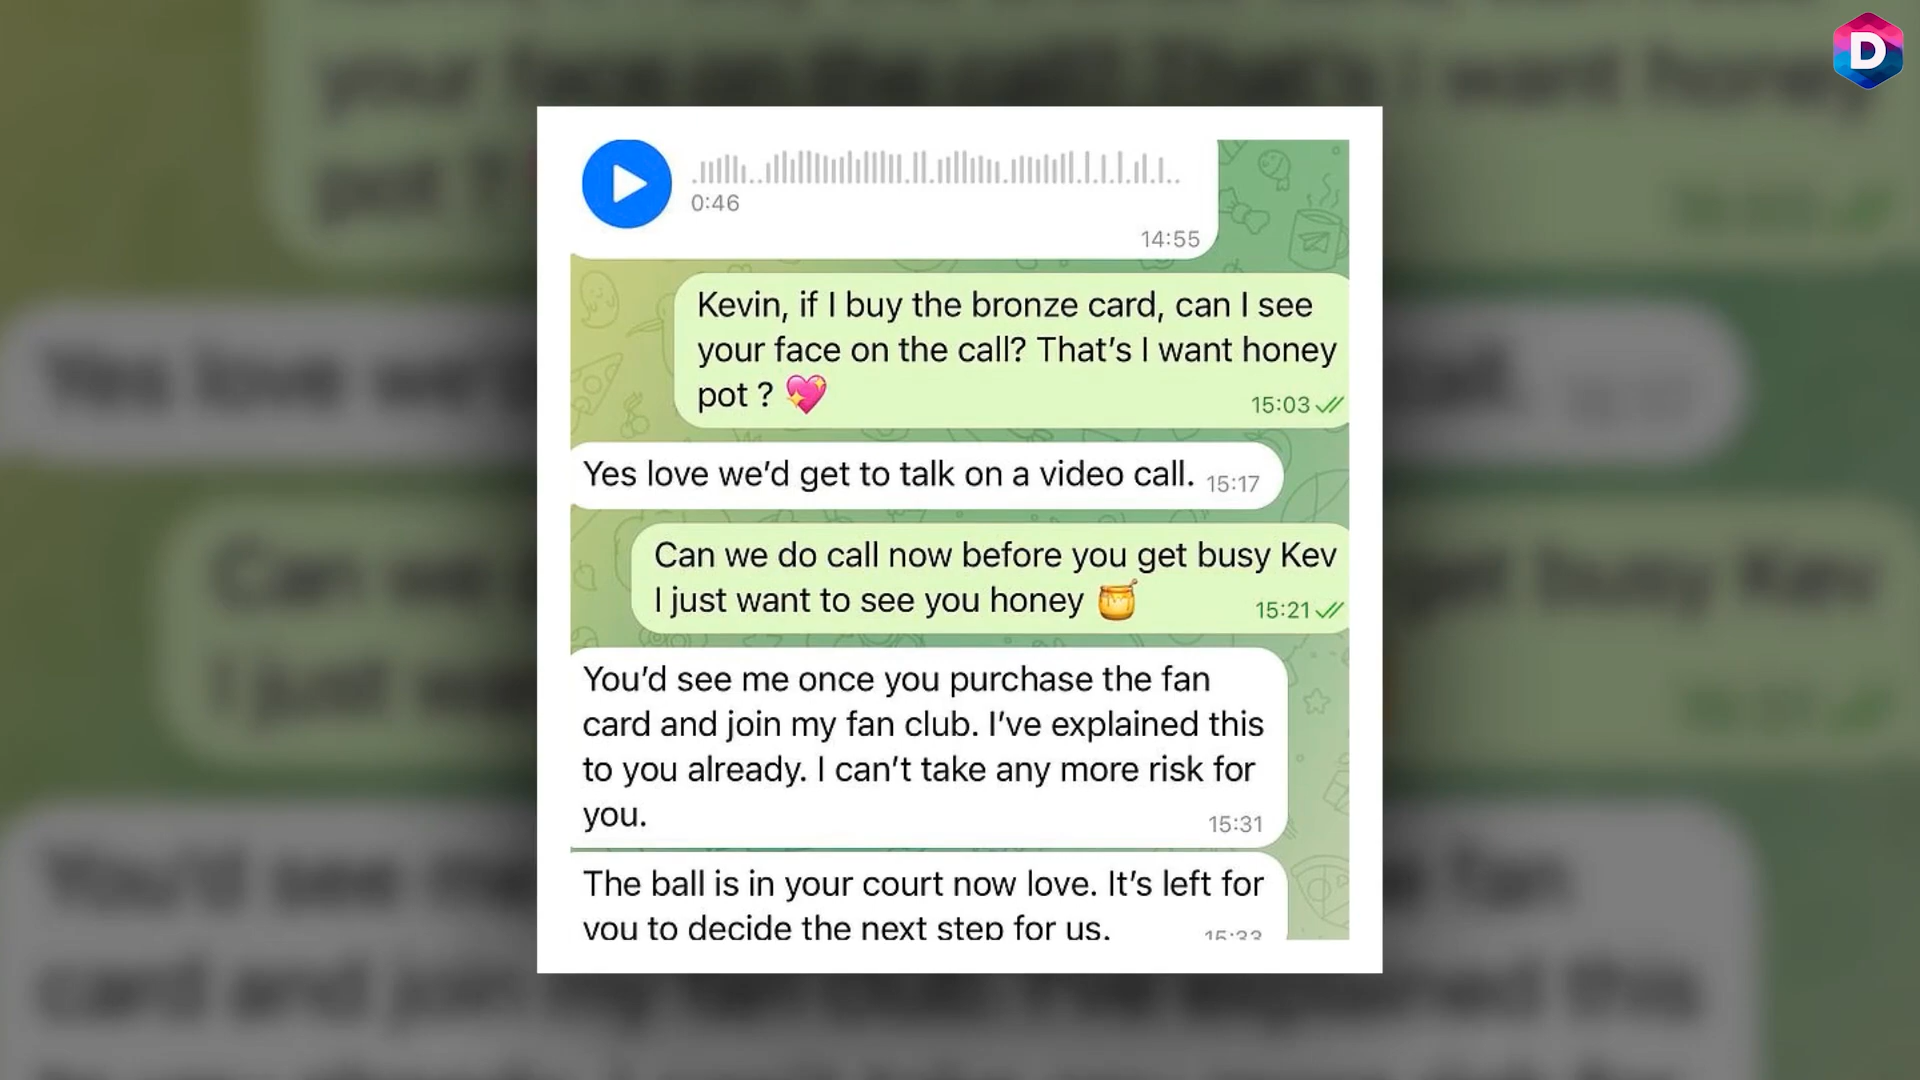 D
0:46
14:55
Kevin, if I buy the bronze card, can I see
your face on the call? That's I want honey
pot ? 💖
15:03
Yes love we'd get to talk on a video call. 15:17
Can we do call now before you get busy Kev
I just want to see you honey 🍯
15:21
You'd see me once you purchase the fan
card and join my fan club. I've explained this
to you already. I can't take any more risk for
you.
15:31
The ball is in your court now love. It's left for
you to decide the next step for us.
15:33